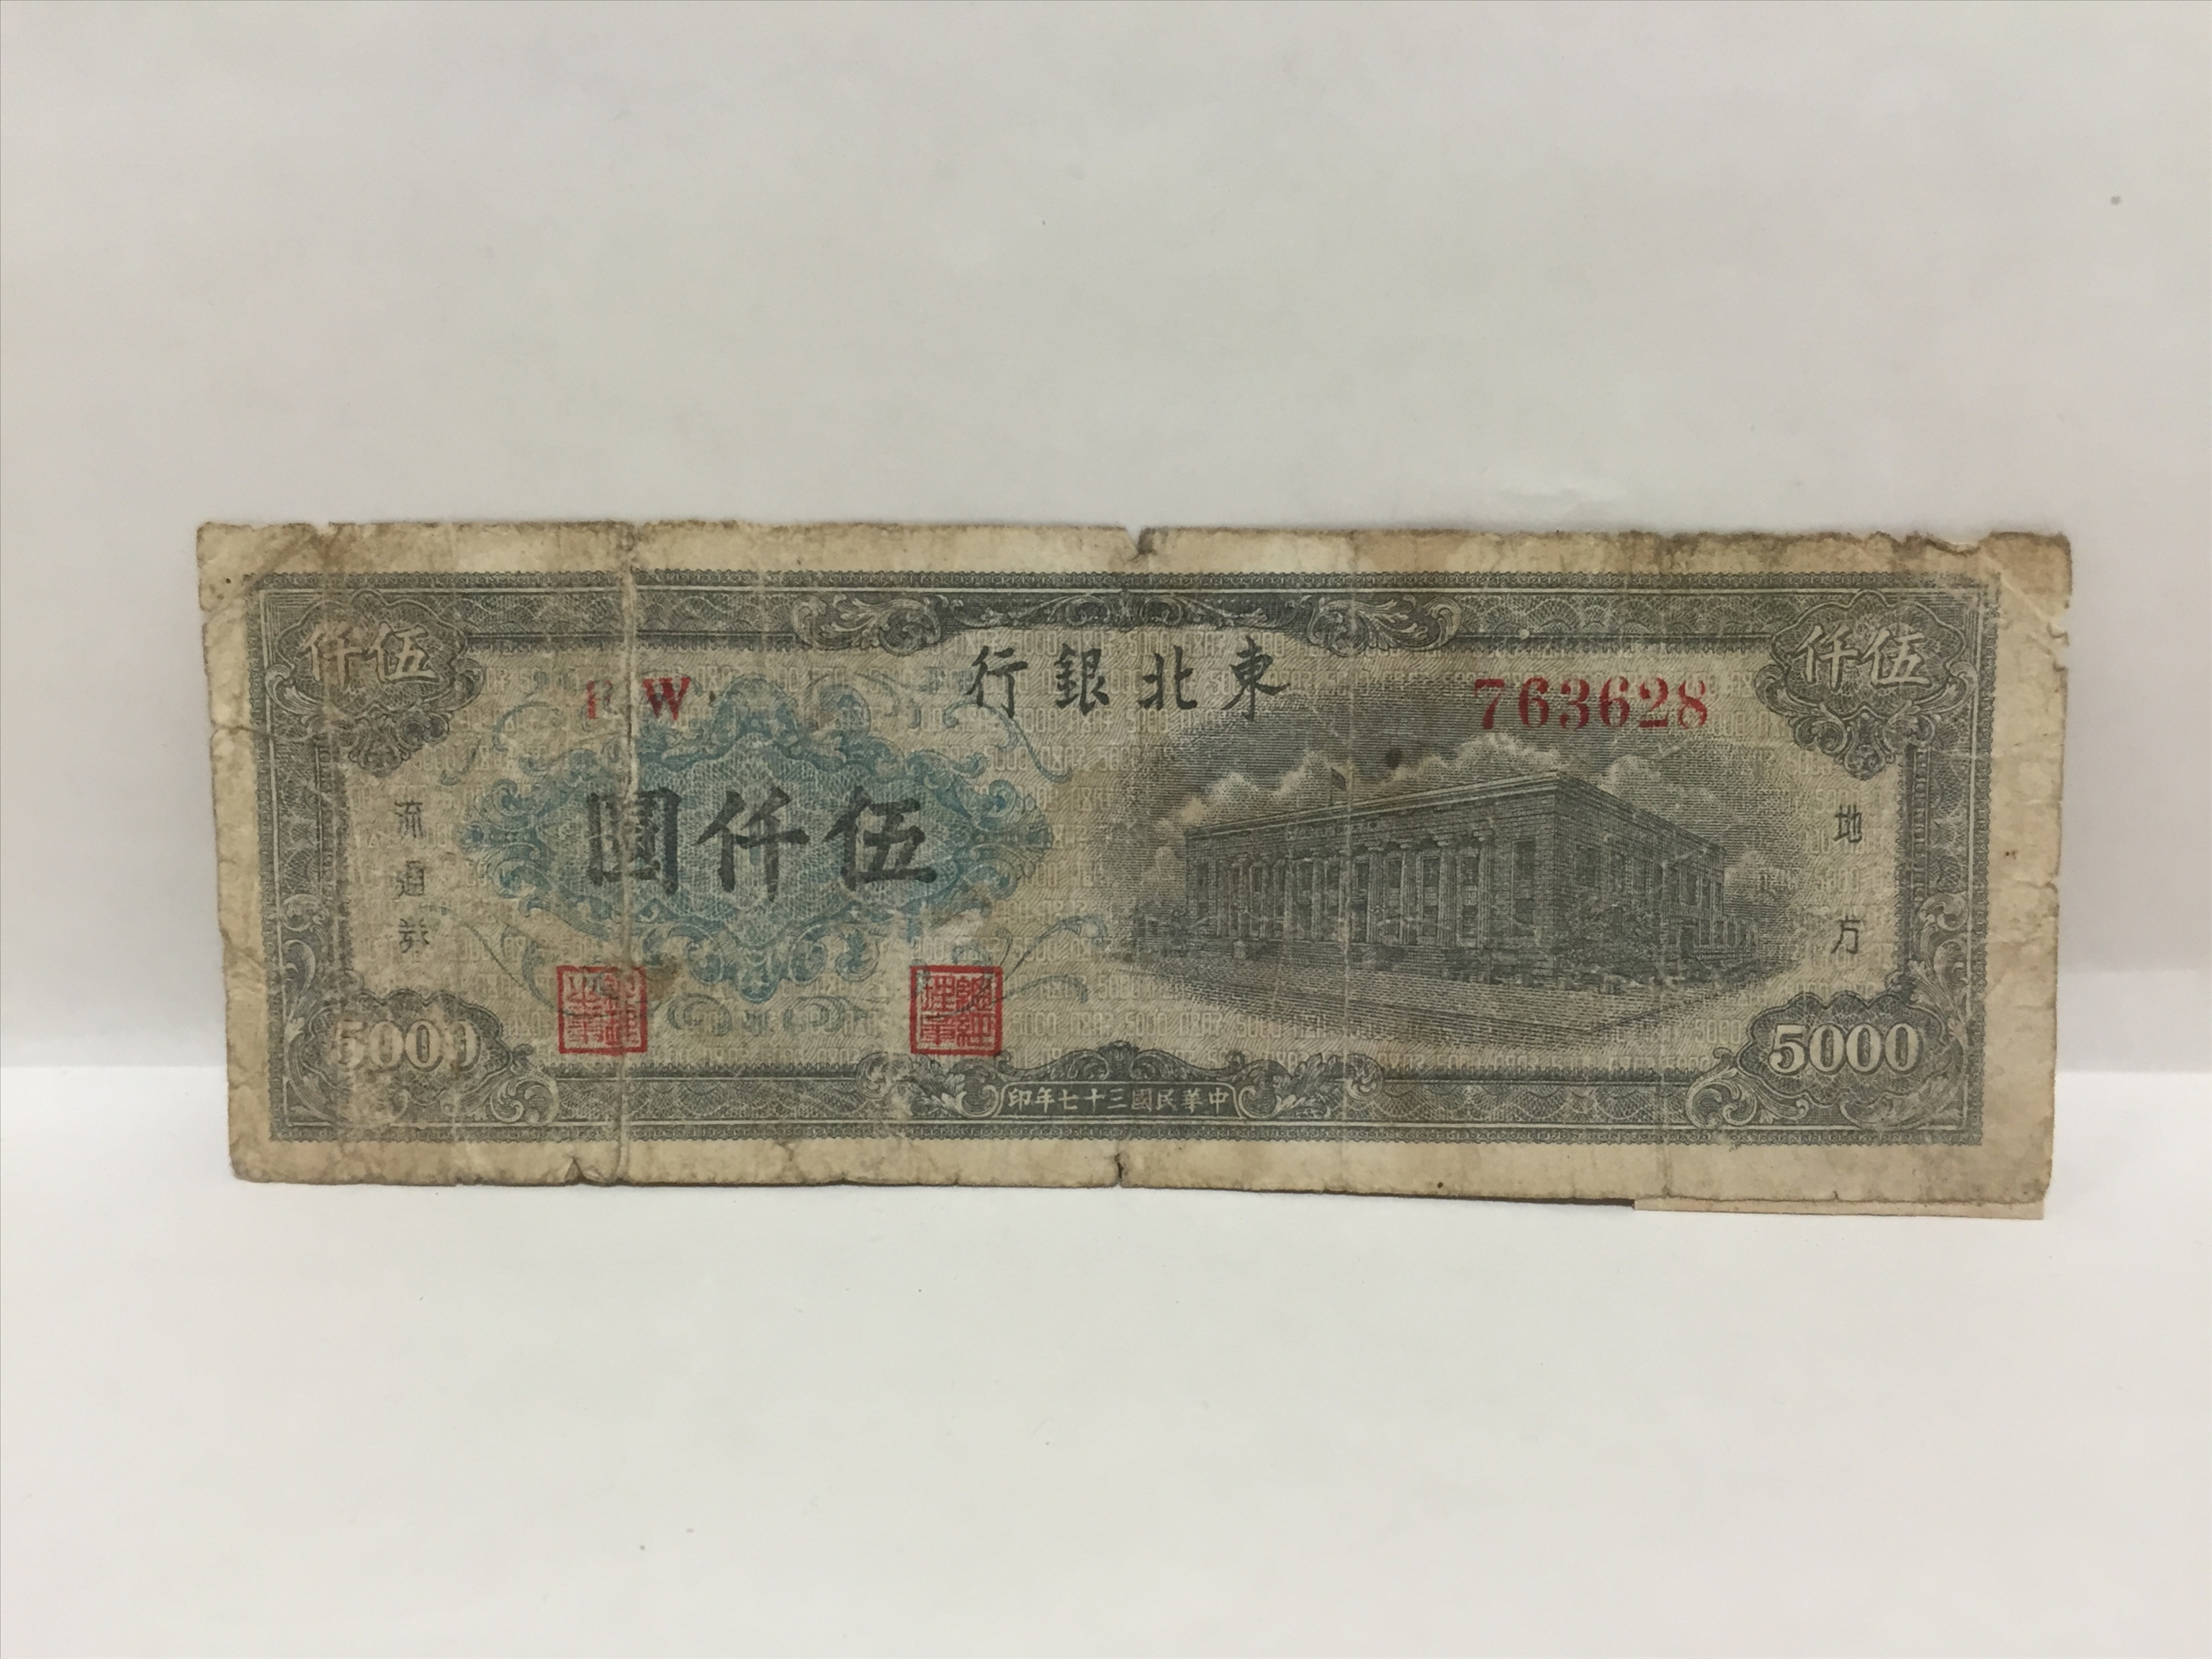 伍仟
伍仟
東北銀行
W
763628
伍仟圓
地方
流通券
5000
5000
中華民國三十七年印